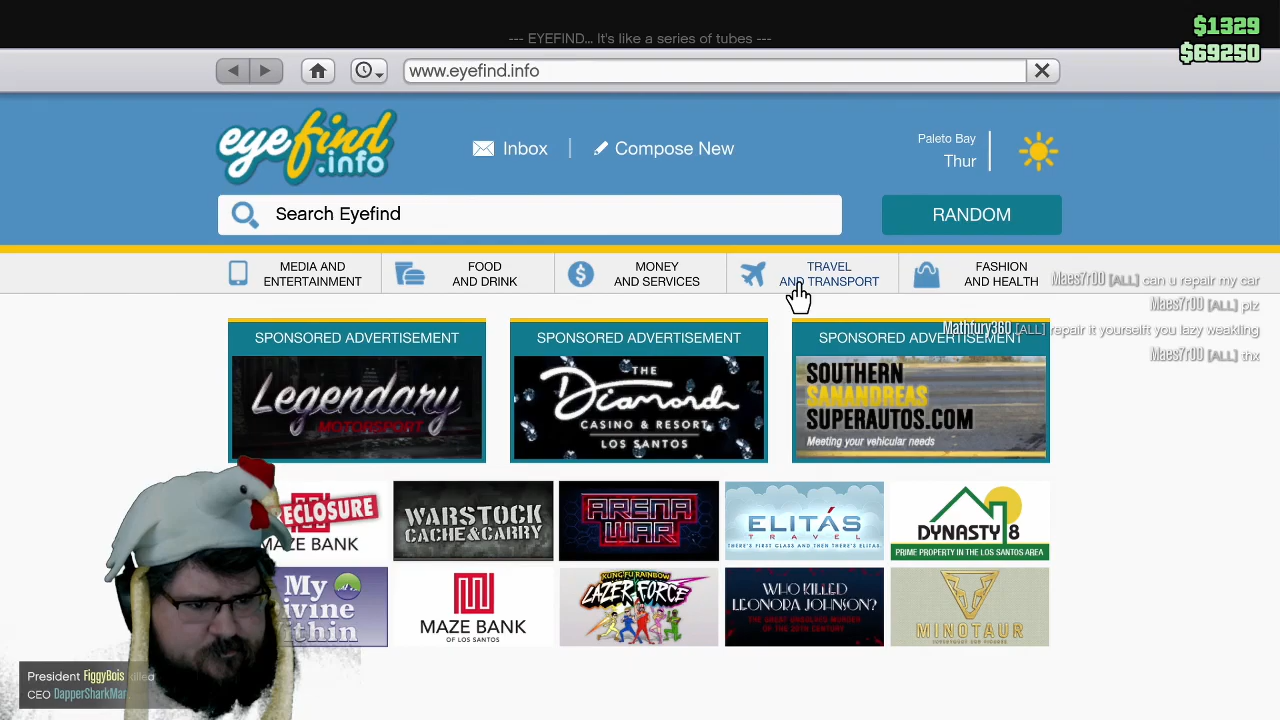 $1329
--- EYEFIND... It's like a series of tubes ---
$69250
www.eyefind.info
eyefind
.info
Inbox
Compose New
Paleto Bay
Thur
Search Eyefind
RANDOM
MEDIA AND
ENTERTAINMENT
FOOD
AND DRINK
MONEY
AND SERVICES
TRAVEL
AND TRANSPORT
FASHION
AND HEALTH
Maes7r00 [ALL] can u repair my car
Maes7r00 [ALL] plz
Mathfury360 [ALL] repair it yourselft you lazy weakling
Maes7r00 [ALL] thx
SPONSORED ADVERTISEMENT
SPONSORED ADVERTISEMENT
SPONSORED ADVERTISEMENT
Legendary
MOTORSPORT
THE
Diamond
CASINO & RESORT
LOS SANTOS
SOUTHERN
SANANDREAS
SUPERAUTOS.COM
Meeting your vehicular needs
ECLOSURE
MAZE BANK
WARSTOCK
CACHE&CARRY
ARENA
WAR
ELITÁS
TRAVEL
THERE'S FIRST CLASS AND THEN THERE'S ELITAS
DYNASTY 8
PRIME PROPERTY IN THE LOS SANTOS AREA
My
ivine
ithin
MAZE BANK
OF LOS SANTOS
KUNG FU RAINBOW
LAZER FORCE
WHO KILLED
LEONORA JOHNSON?
THE GREAT UNSOLVED MURDER
OF THE 20TH CENTURY
MINOTAUR
President FiggyBois killed
CEO DapperSharkMan